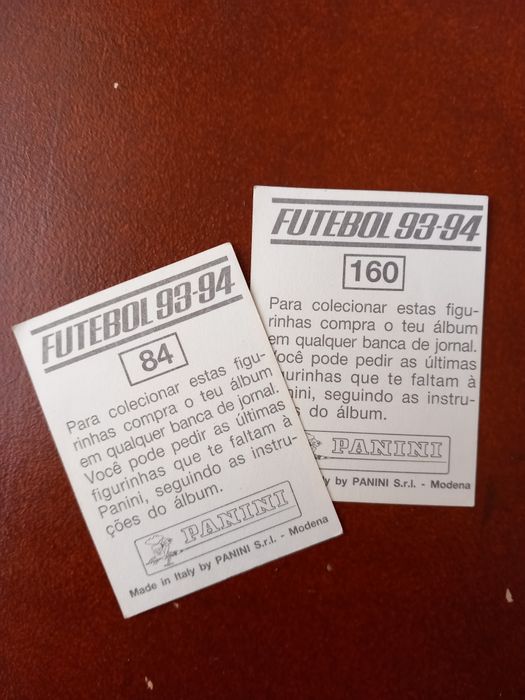 FUTEBOL 93-94
84
Para colecionar estas figu-
rinhas compra o teu álbum
em qualquer banca de jornal.
Você pode pedir as últimas
figurinhas que te faltam à
Panini, seguindo as instru-
ções do álbum.
PANINI
Made in Italy by PANINI S.r.l. - Modena
FUTEBOL 93-94
160
Para colecionar estas figu-
rinhas compra o teu álbum
em qualquer banca de jornal.
Você pode pedir as últimas
figurinhas que te faltam à
nini, seguindo as instru-
es do álbum.
PANINI
by PANINI S.r.l. - Modena